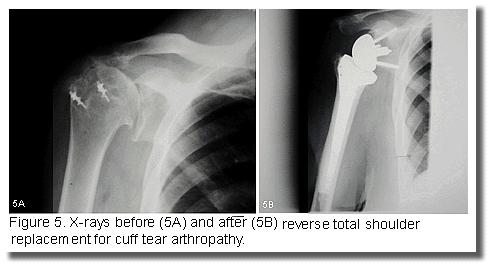 5A
5B
Figure 5. X-rays before (5A) and after (5B) reverse total shoulder
replacement for cuff tear arthropathy.